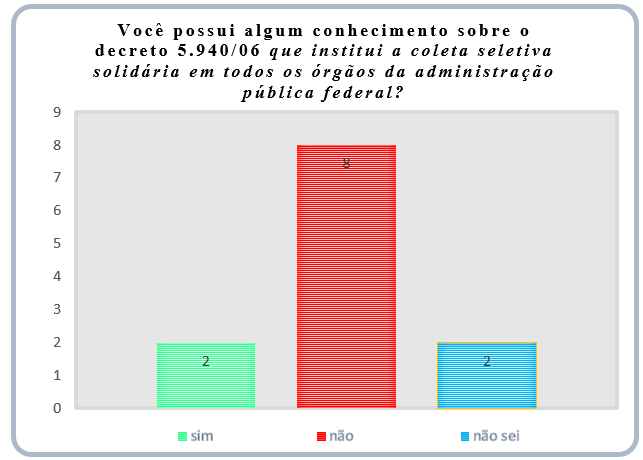 Você possui algum conhecimento sobre o
decreto 5.940/06 que institui a coleta seletiva
solidária em todos os órgãos da administração
pública federal?
9
8
7
6
5
4
3
2
1
0
2
8
2
sim
não
não sei